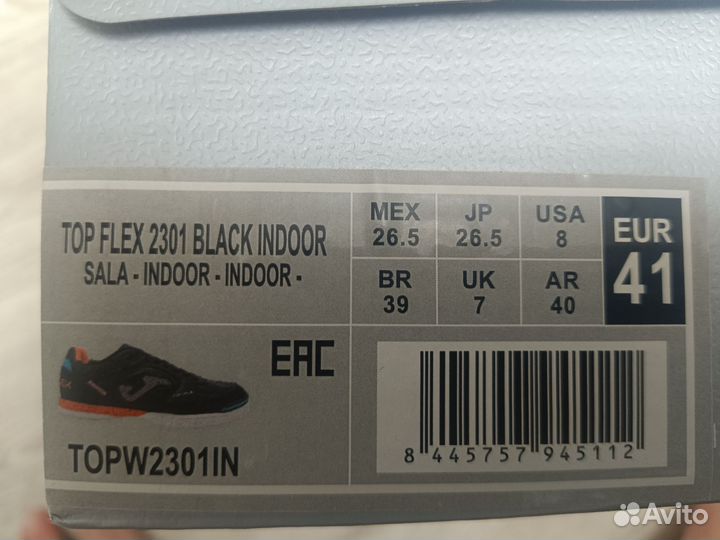 TOP FLEX 2301 BLACK INDOOR
SALA - INDOOR - INDOOR -
MEX
26.5
JP
26.5
USA
8
BR
39
UK
7
AR
40
EUR
41
EAC
TOPW2301IN
8 445757 945112
Avito